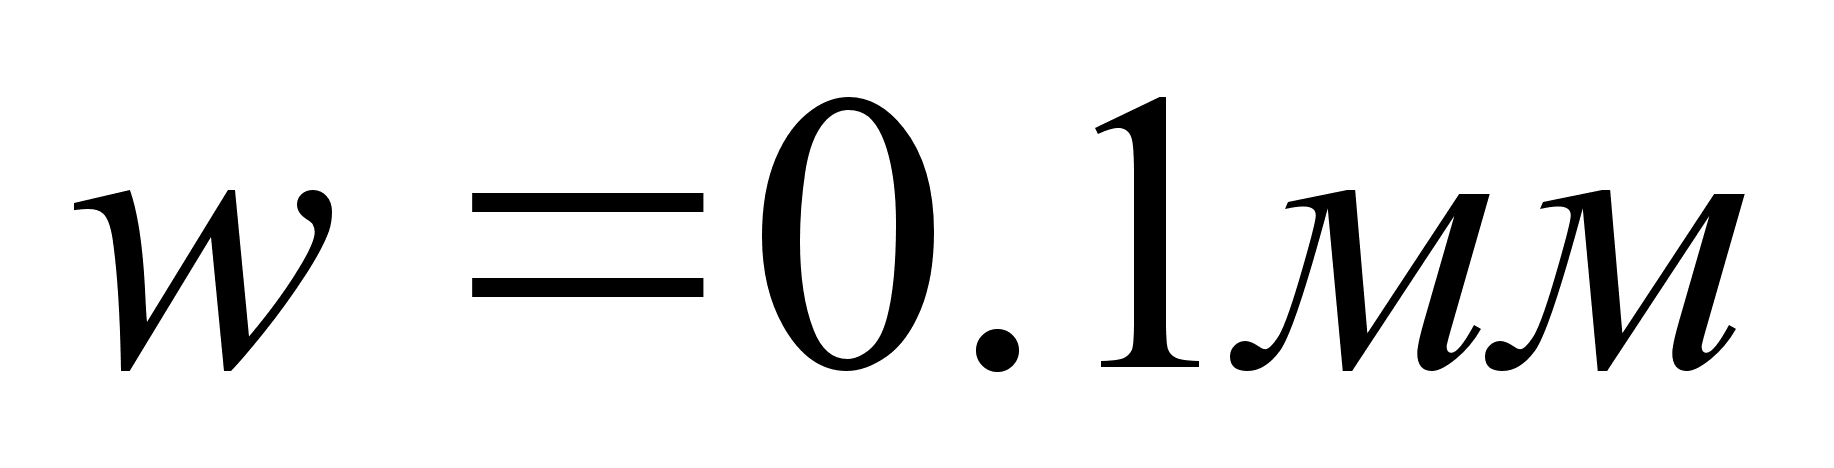 w = 0.1мм